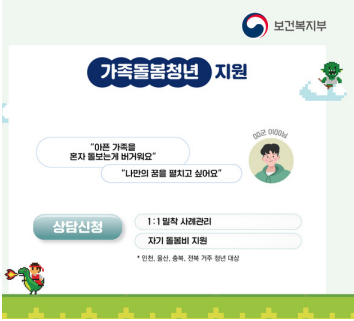 보건복지부
가족돌봄청년 지원
"아픈 가족을
혼자 돌보는게 버거워요"
"나만의 꿈을 펼치고 싶어요"
상담신청
1:1 밀착 사례관리
자기 돌봄비 지원
* 인천, 울산, 충북, 전북 거주 청년 대상